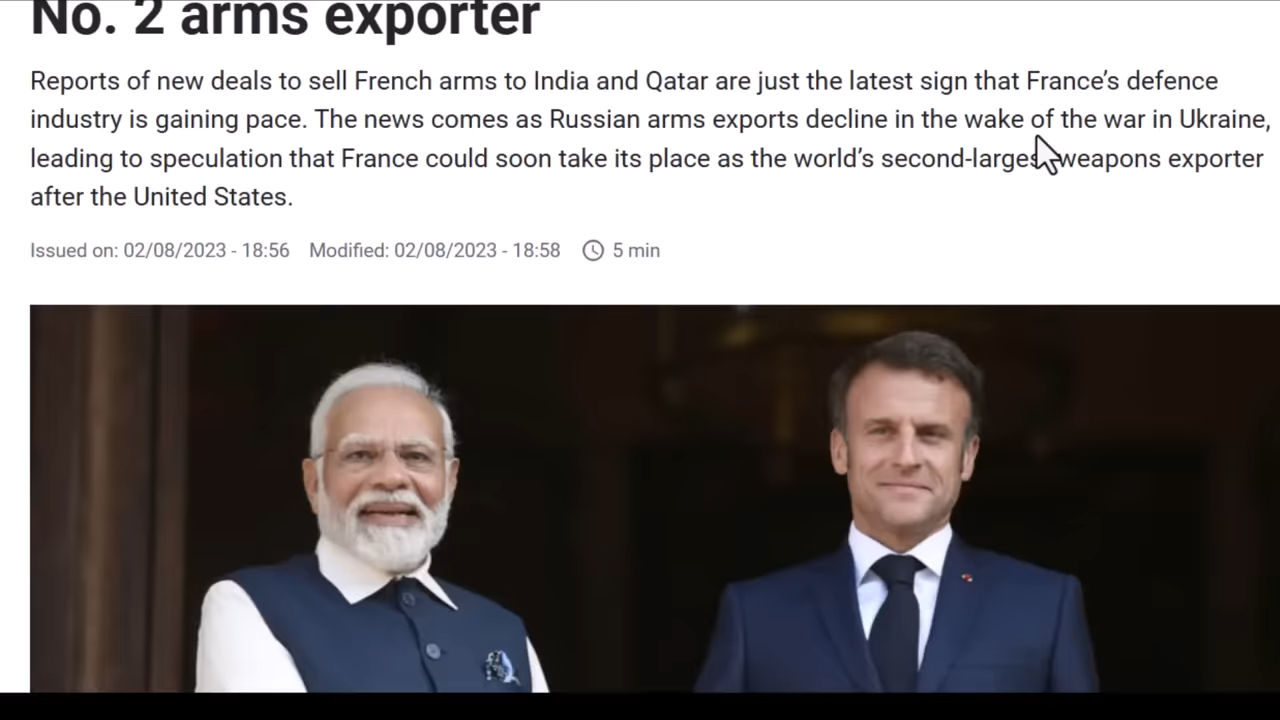 No. 2 arms exporter
Reports of new deals to sell French arms to India and Qatar are just the latest sign that France’s defence
industry is gaining pace. The news comes as Russian arms exports decline in the wake of the war in Ukraine,
leading to speculation that France could soon take its place as the world’s second-largest weapons exporter
after the United States.
Issued on: 02/08/2023 - 18:56 Modified: 02/08/2023 - 18:58 5 min